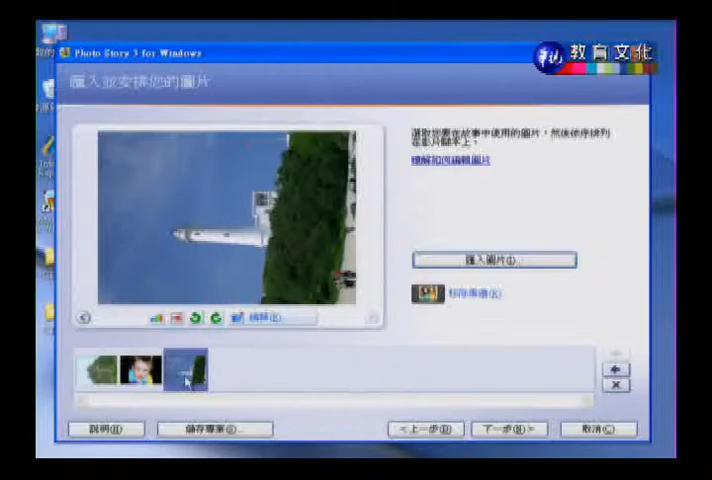 Photo Story 3 for Windows
華視 教育文化
匯入並安排您的圖片
選取您要在故事中使用的圖片，然後依序排列
在影片腳本上。
瞭解如何編輯圖片
匯入圖片(I)...
移除黑邊(R)
編輯(E)
說明(H)
儲存專案(S)...
<上一步(B)
下一步(N)>
取消(C)